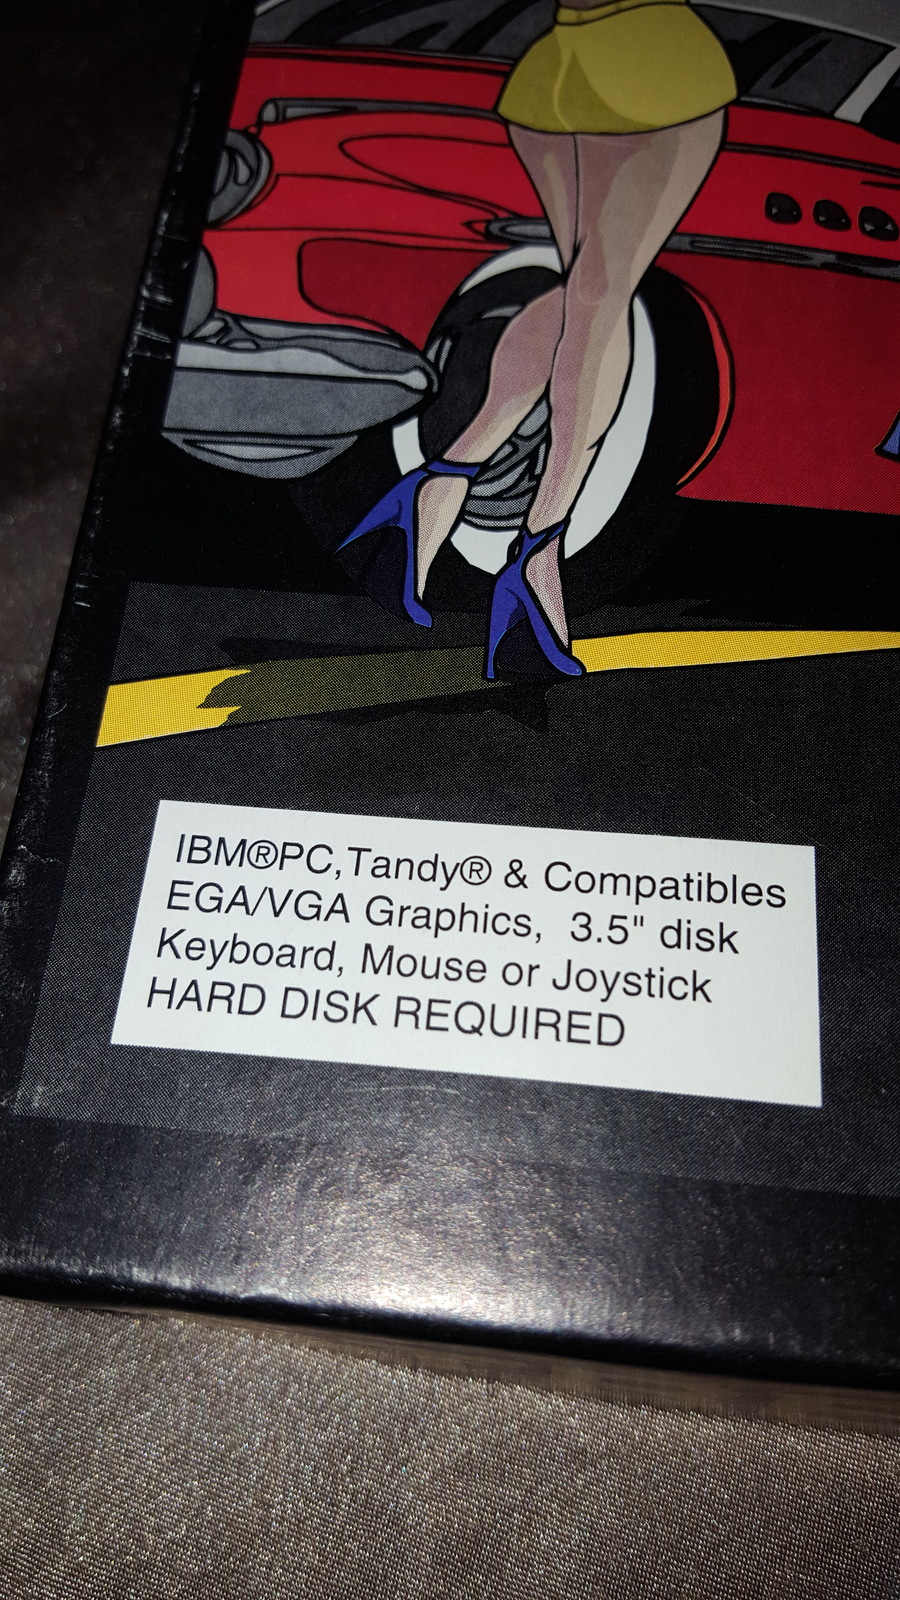 IBM®PC,Tandy® & Compatibles
EGA/VGA Graphics, 3.5" disk
Keyboard, Mouse or Joystick
HARD DISK REQUIRED